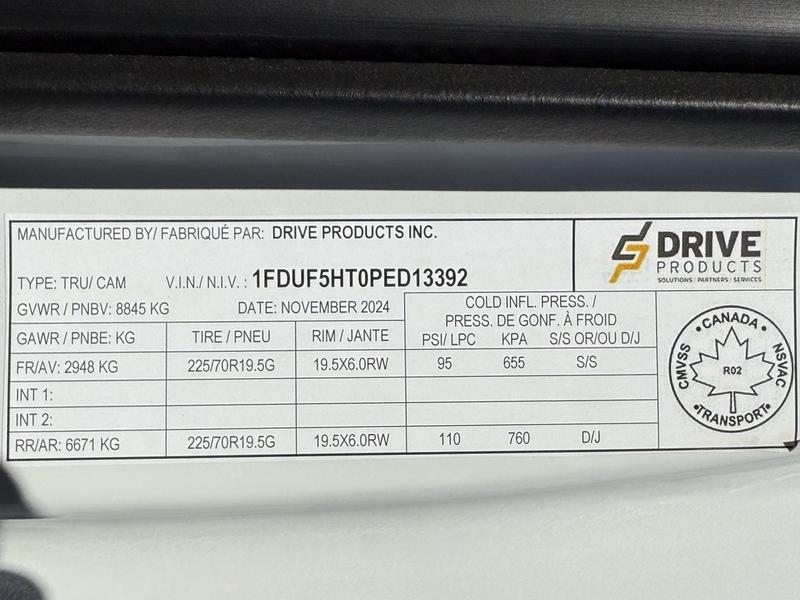 MANUFACTURED BY/ FABRIQUÉ PAR: DRIVE PRODUCTS INC.
DRIVE
PRODUCTS
SOLUTIONS / PARTNERS / SERVICES
TYPE: TRU/ CAM V.I.N./ N.I.V. : 1FDUF5HT0PED13392
GVWR / PNBV: 8845 KG DATE: NOVEMBER 2024
COLD INFL. PRESS. /
PRESS. DE GONF. À FROID
GAWR / PNBE: KG TIRE / PNEU RIM / JANTE PSI/ LPC KPA S/S OR/OU D/J
FR/AV: 2948 KG 225/70R19.5G 19.5X6.0RW 95 655 S/S
INT 1:
INT 2:
RR/AR: 6671 KG 225/70R19.5G 19.5X6.0RW 110 760 D/J
•CANADA•
CMVSS
NSVAC
R02
•TRANSPORT•